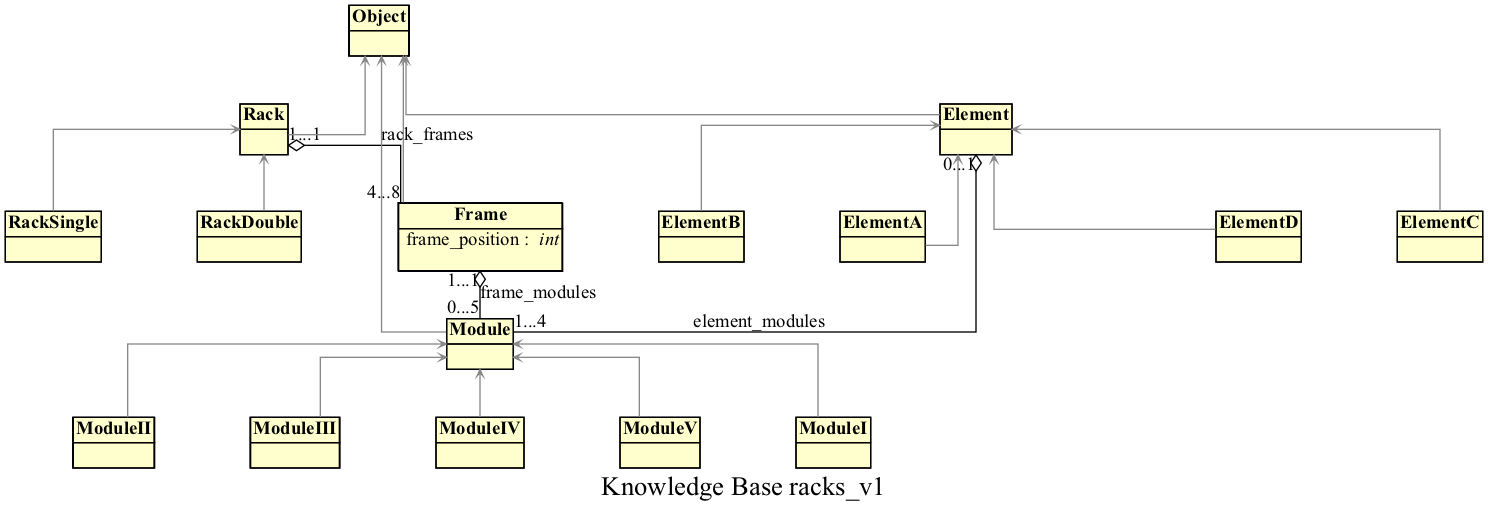 Object
Rack
Element
1...1
rack_frames
0...1
4...8
RackSingle
RackDouble
Frame
frame_position : int
ElementB
ElementA
ElementD
ElementC
1...1
frame_modules
0...5
Module
1...4
element_modules
ModuleII
ModuleIII
ModuleIV
ModuleV
ModuleI
Knowledge Base racks_v1